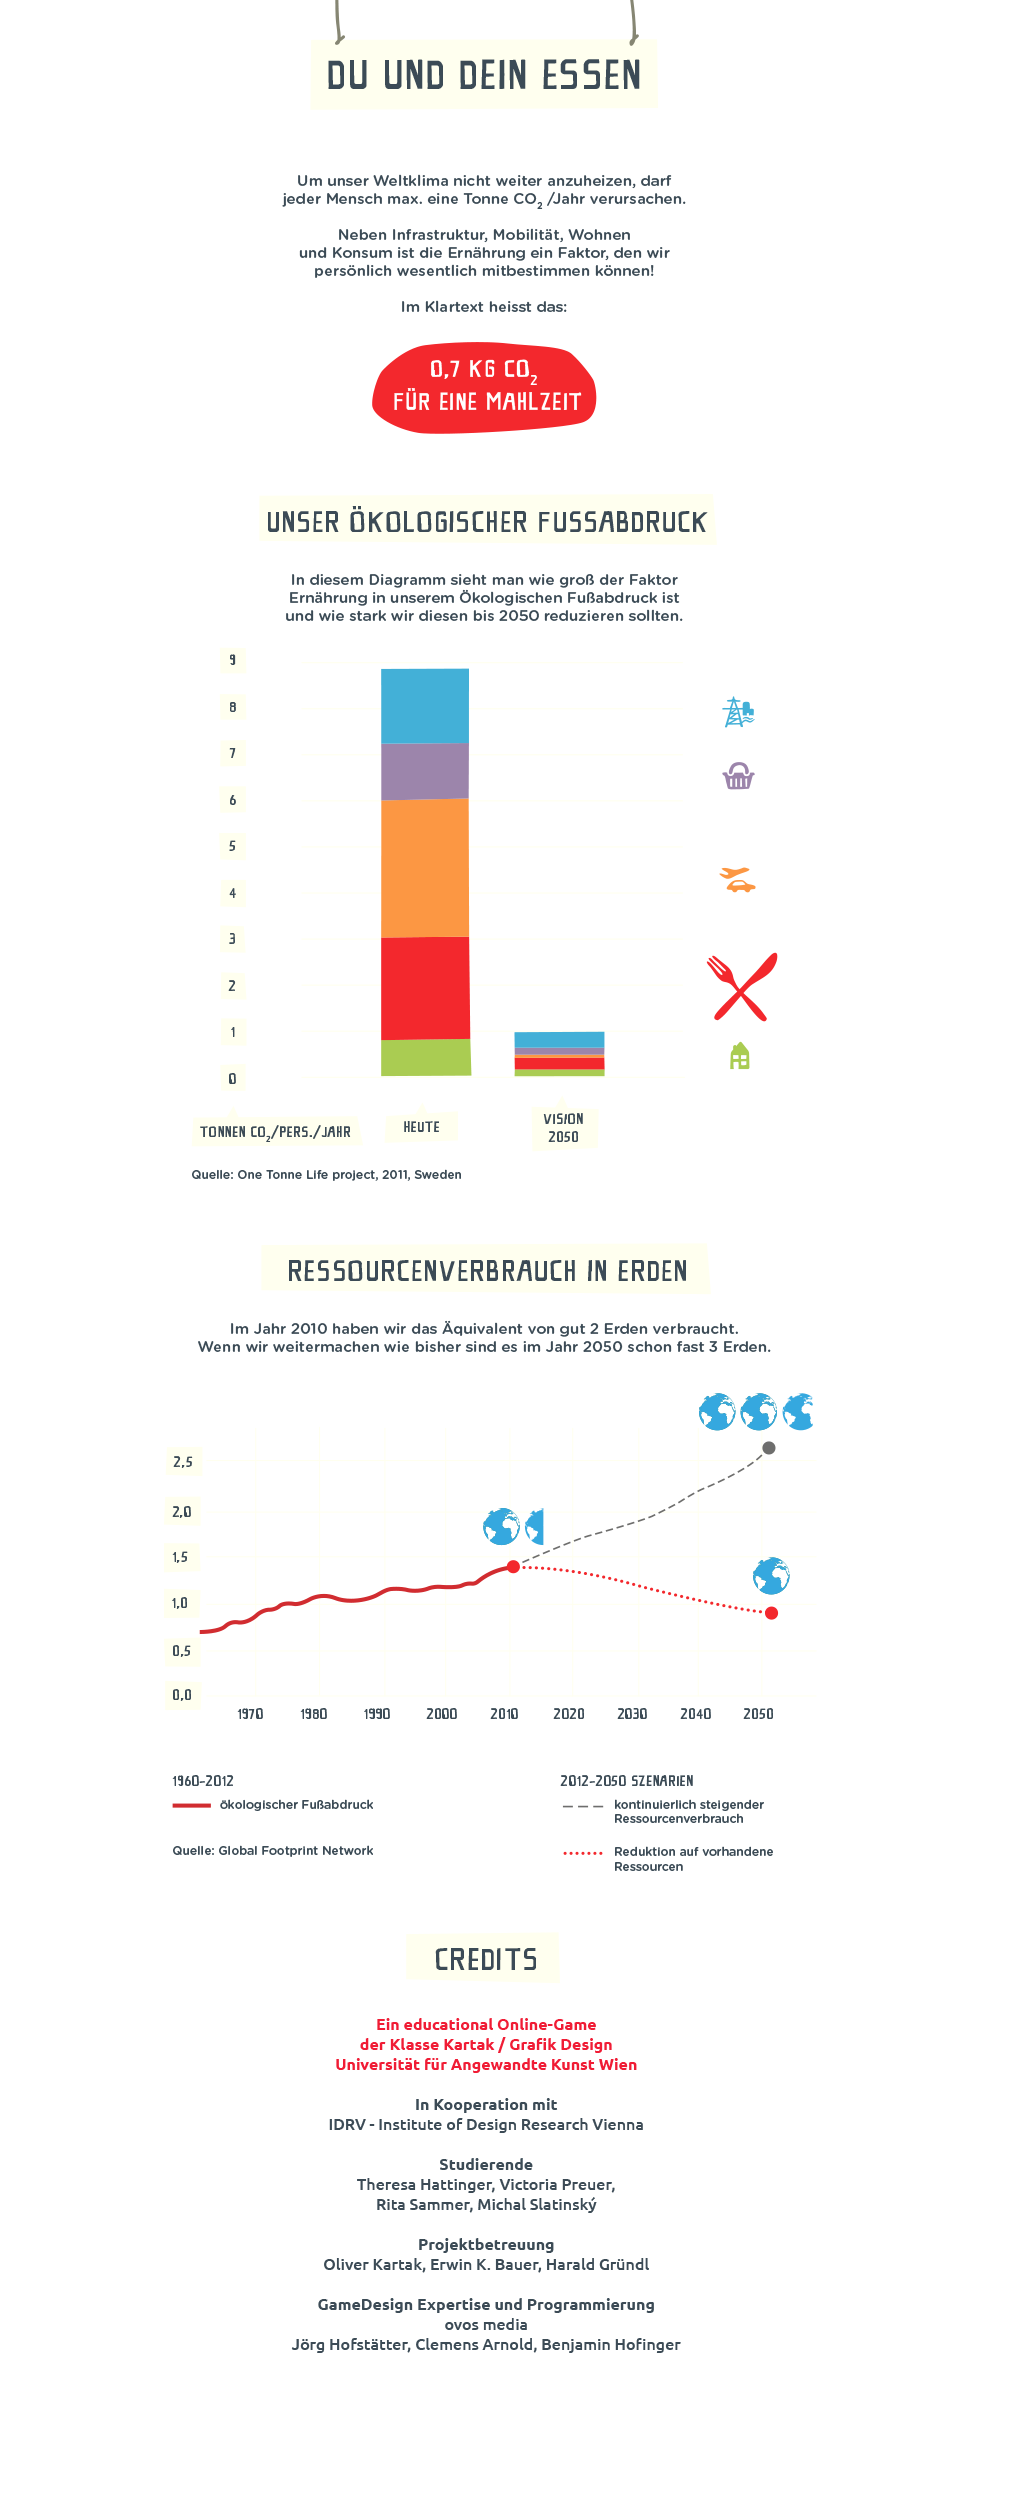 DU UND DEIN ESSEN
Um unser Weltklima nicht weiter anzuheizen, darf
jeder Mensch max. eine Tonne CO₂ /Jahr verursachen.
Neben Infrastruktur, Mobilität, Wohnen
und Konsum ist die Ernährung ein Faktor, den wir
persönlich wesentlich mitbestimmen können!
Im Klartext heisst das:
0,7 KG CO₂
FÜR EINE MAHLZEIT
UNSER ÖKOLOGISCHER FUSSABDRUCK
In diesem Diagramm sieht man wie groß der Faktor
Ernährung in unserem Ökologischen Fußabdruck ist
und wie stark wir diesen bis 2050 reduzieren sollten.
9
8
7
6
5
4
3
2
1
0
TONNEN CO₂/PERS./JAHR
HEUTE
VISION
2050
Quelle: One Tonne Life project, 2011, Sweden
RESSOURCENVERBRAUCH IN ERDEN
Im Jahr 2010 haben wir das Äquivalent von gut 2 Erden verbraucht.
Wenn wir weitermachen wie bisher sind es im Jahr 2050 schon fast 3 Erden.
2,5
2,0
1,5
1,0
0,5
0,0
1970 1980 1990 2000 2010 2020 2030 2040 2050
1960-2012
ökologischer Fußabdruck
Quelle: Global Footprint Network
2012-2050 SZENARIEN
kontinuierlich steigender
Ressourcenverbrauch
Reduktion auf vorhandene
Ressourcen
CREDITS
Ein educational Online-Game
der Klasse Kartak / Grafik Design
Universität für Angewandte Kunst Wien
In Kooperation mit
IDRV - Institute of Design Research Vienna
Studierende
Theresa Hattinger, Victoria Preuer,
Rita Sammer, Michal Slatinský
Projektbetreuung
Oliver Kartak, Erwin K. Bauer, Harald Gründl
GameDesign Expertise und Programmierung
ovos media
Jörg Hofstätter, Clemens Arnold, Benjamin Hofinger